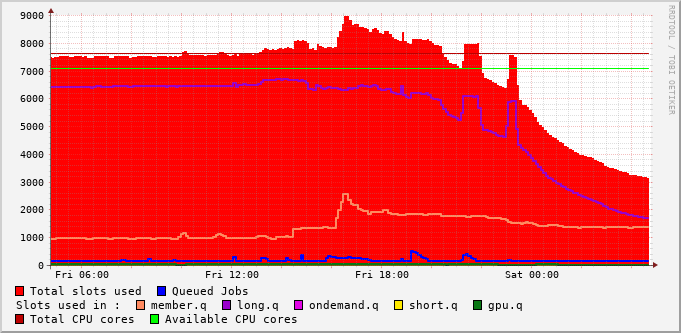 RRDTOOL / TOBI OETIKER
9000
8000
7000
6000
5000
4000
3000
2000
1000
0
Fri 06:00 Fri 12:00 Fri 18:00 Sat 00:00
Total slots used Queued Jobs
Slots used in : member.q long.q ondemand.q short.q gpu.q
Total CPU cores Available CPU cores